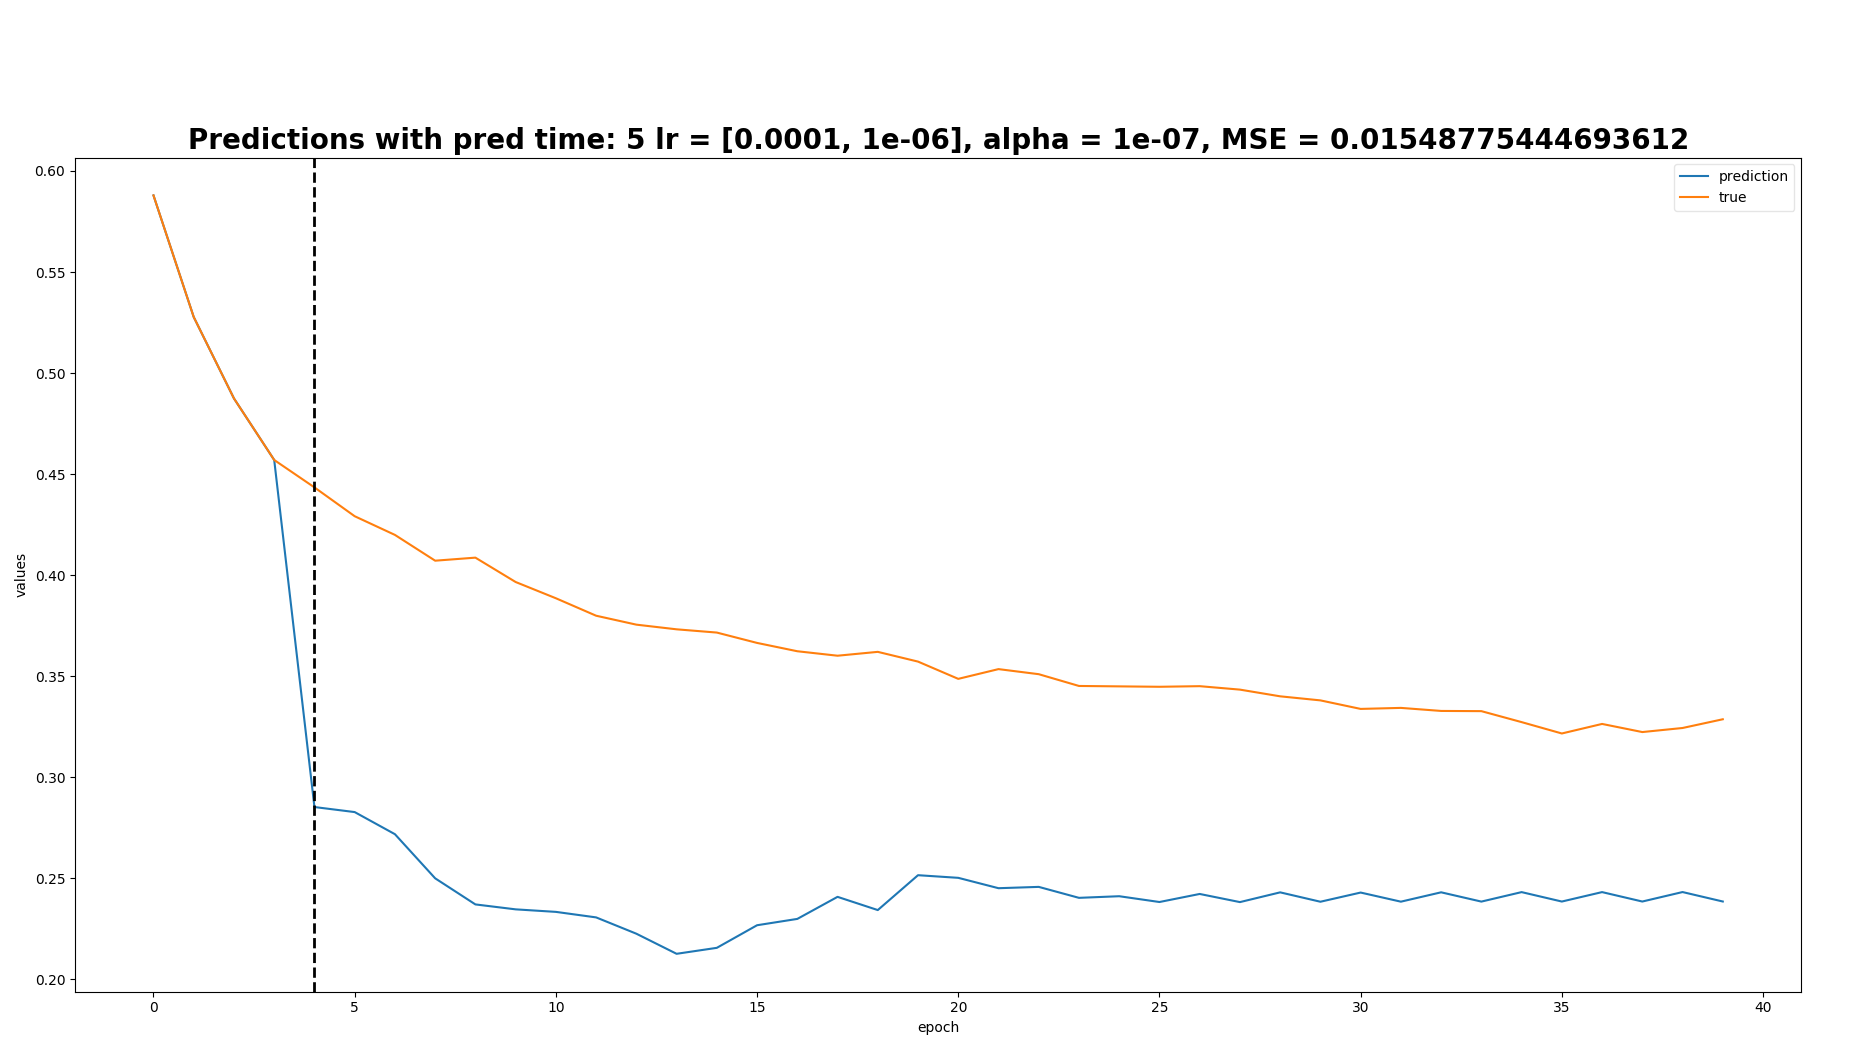 Predictions with pred time: 5 lr = [0.0001, 1e-06], alpha = 1e-07, MSE = 0.01548775444693612
prediction
true
values
0.60
0.55
0.50
0.45
0.40
0.35
0.30
0.25
0.20
0 5 10 15 20 25 30 35 40
epoch